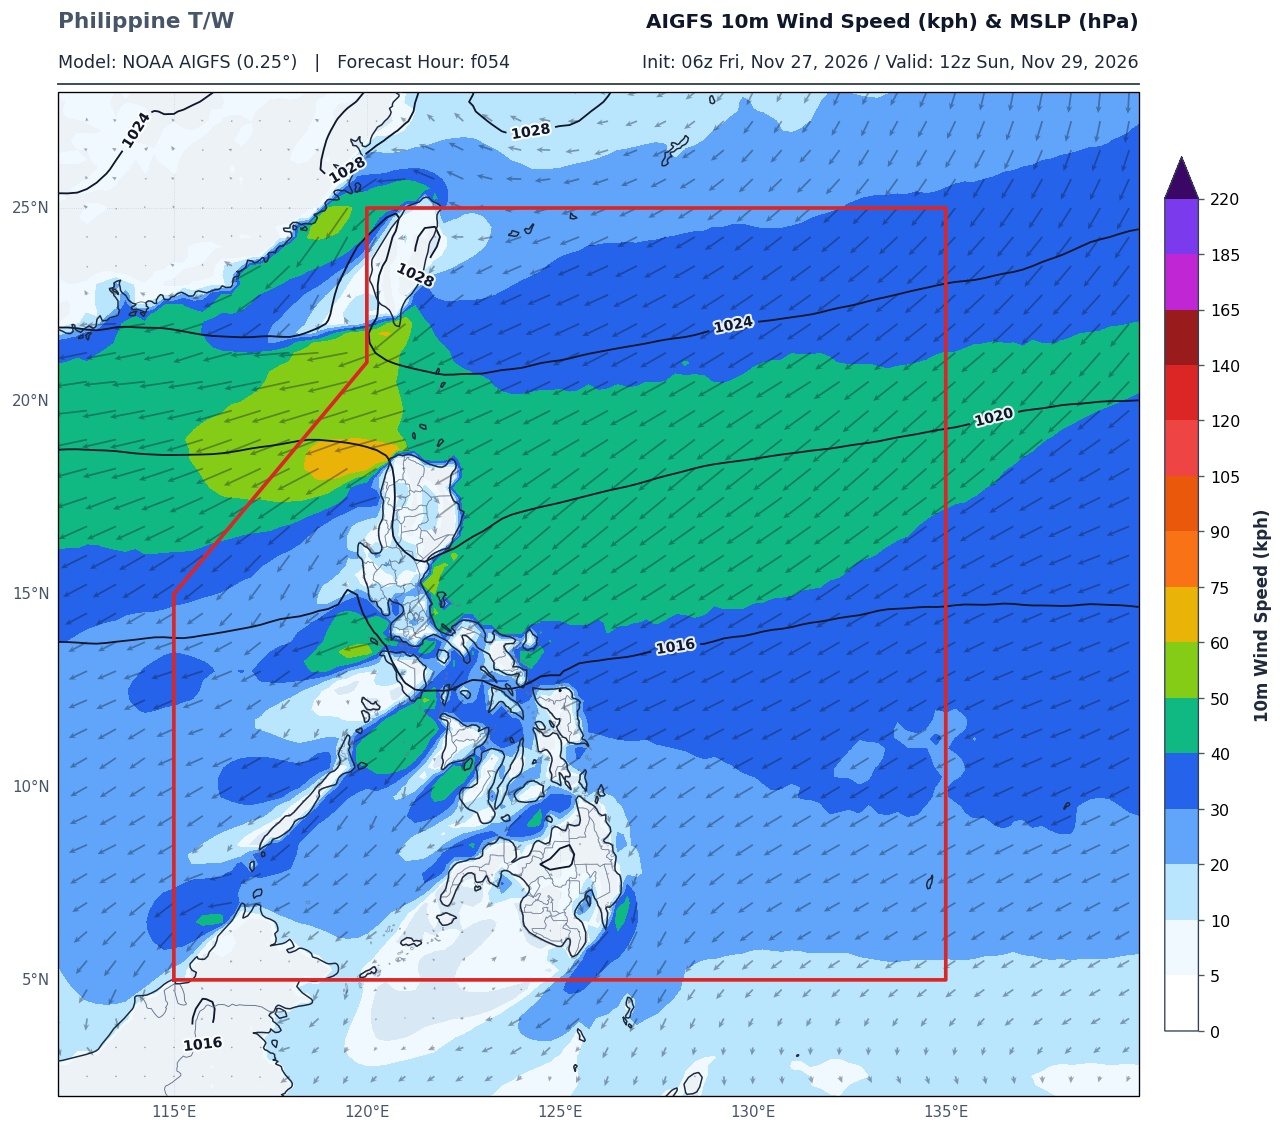 Philippine T/W
AIGFS 10m Wind Speed (kph) & MSLP (hPa)
Model: NOAA AIGFS (0.25°)   |   Forecast Hour: f054
Init: 06z Fri, Nov 27, 2026 / Valid: 12z Sun, Nov 29, 2026
1024
1028
1028
1028
1024
1020
1016
1016
25°N
20°N
15°N
10°N
5°N
115°E
120°E
125°E
130°E
135°E
220
185
165
140
120
105
90
75
60
50
40
30
20
10
5
0
10m Wind Speed (kph)